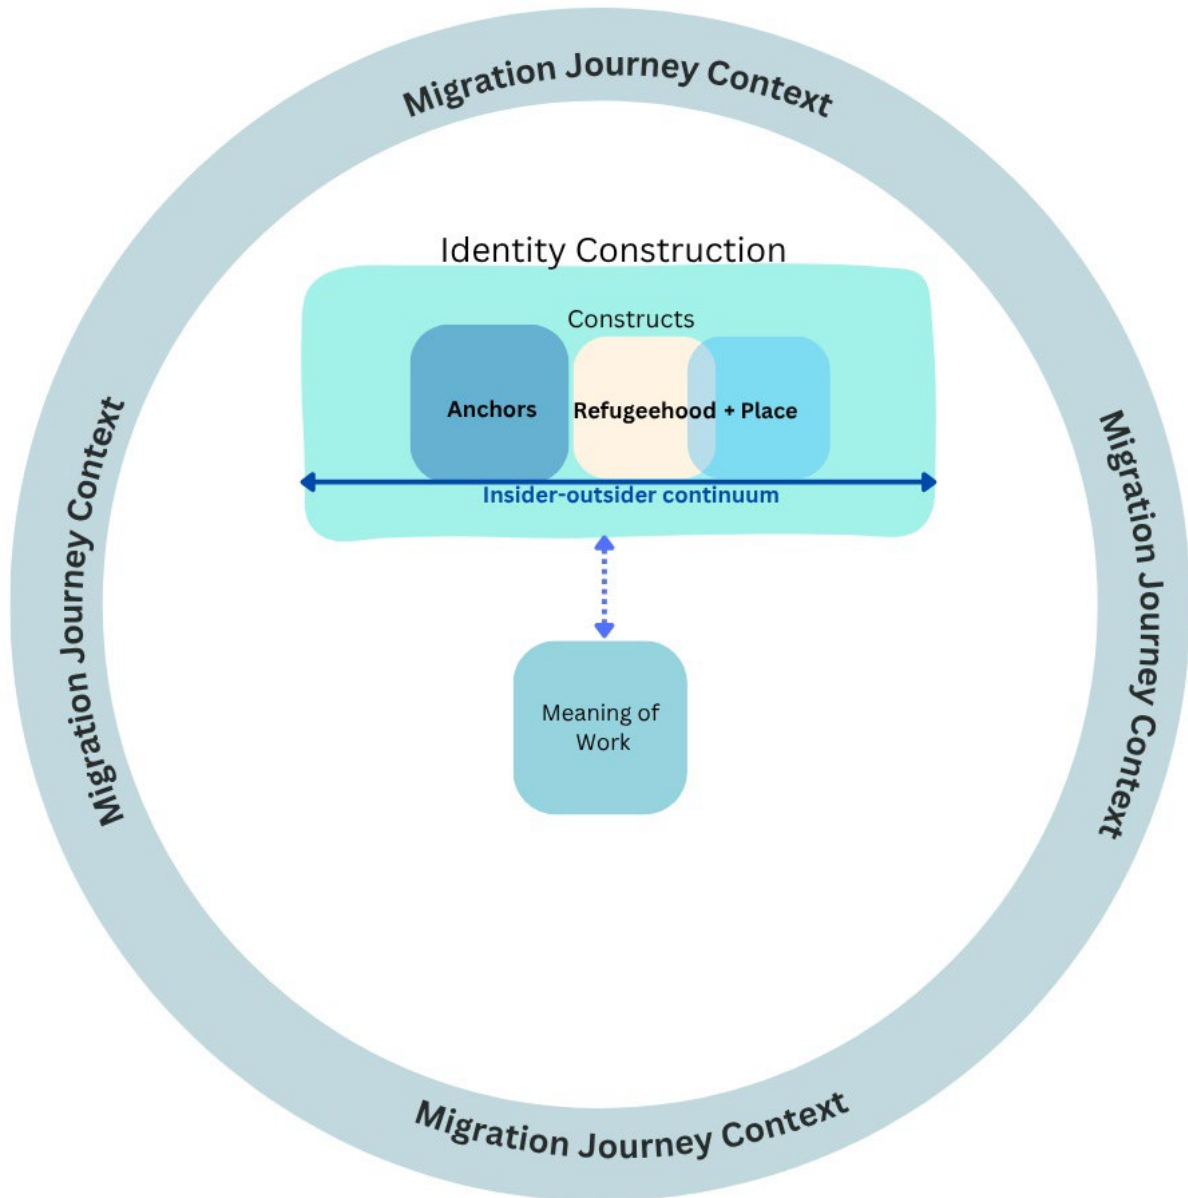 Migration Journey Context
Identity Construction
Constructs
Anchors
Refugeehood + Place
Insider-outsider continuum
Migration Journey Context
Migration Journey Context
Meaning of
Work
Migration Journey Context